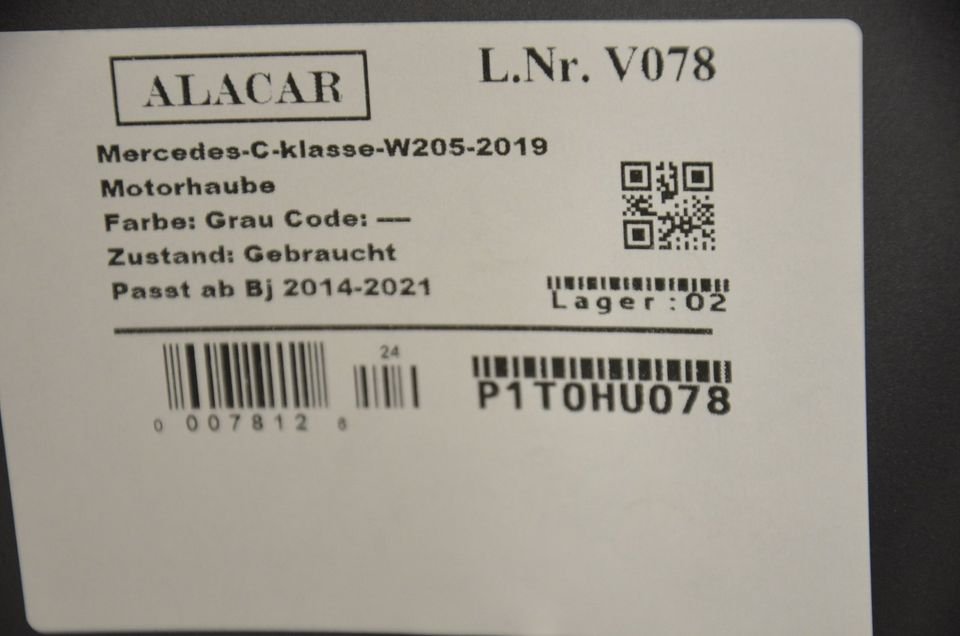 ALACAR
L.Nr. V078
Mercedes-C-klasse-W205-2019
Motorhaube
Farbe: Grau Code: ---
Zustand: Gebraucht
Passt ab Bj 2014-2021
Lager:02
24
0 007812 8
P1T0HU078